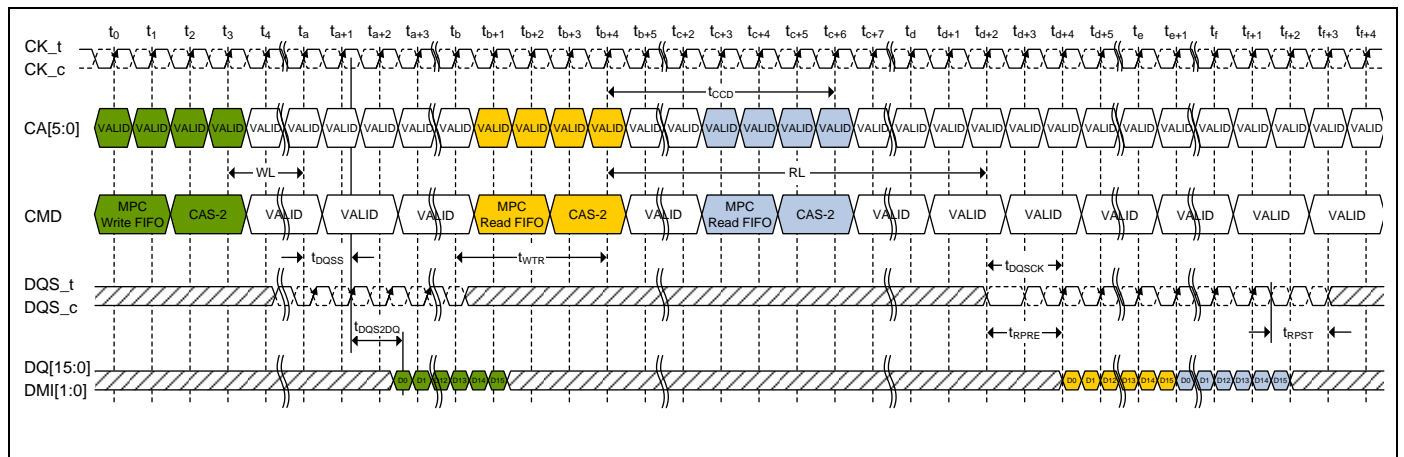 t0 t1 t2 t3 t4 ta ta+1 ta+2 ta+3 tb tb+1 tb+2 tb+3 tb+4 tb+5 tc+2 tc+3 tc+4 tc+5 tc+6 tc+7 td td+1 td+2 td+3 td+4 td+5 te te+1 tf tf+1 tf+2 tf+3 tf+4
CK_t
CK_c
tCCD
CA[5:0] VALID VALID VALID VALID VALID VALID VALID VALID VALID VALID VALID VALID VALID VALID VALID VALID VALID VALID VALID VALID VALID VALID VALID VALID VALID VALID VALID VALID VALID VALID VALID VALID VALID VALID
WL RL
CMD MPC Write FIFO CAS-2 VALID VALID VALID MPC Read FIFO CAS-2 VALID MPC Read FIFO CAS-2 VALID VALID VALID VALID VALID VALID VALID
tDQSS tWTR tDQSCK
DQS_t
DQS_c
tDQS2DQ tRPRE tRPST
DQ[15:0]
DMI[1:0]
D0 D1 D12 D13 D14 D15 D0 D1 D12 D13 D14 D15 D0 D1 D12 D13 D14 D15